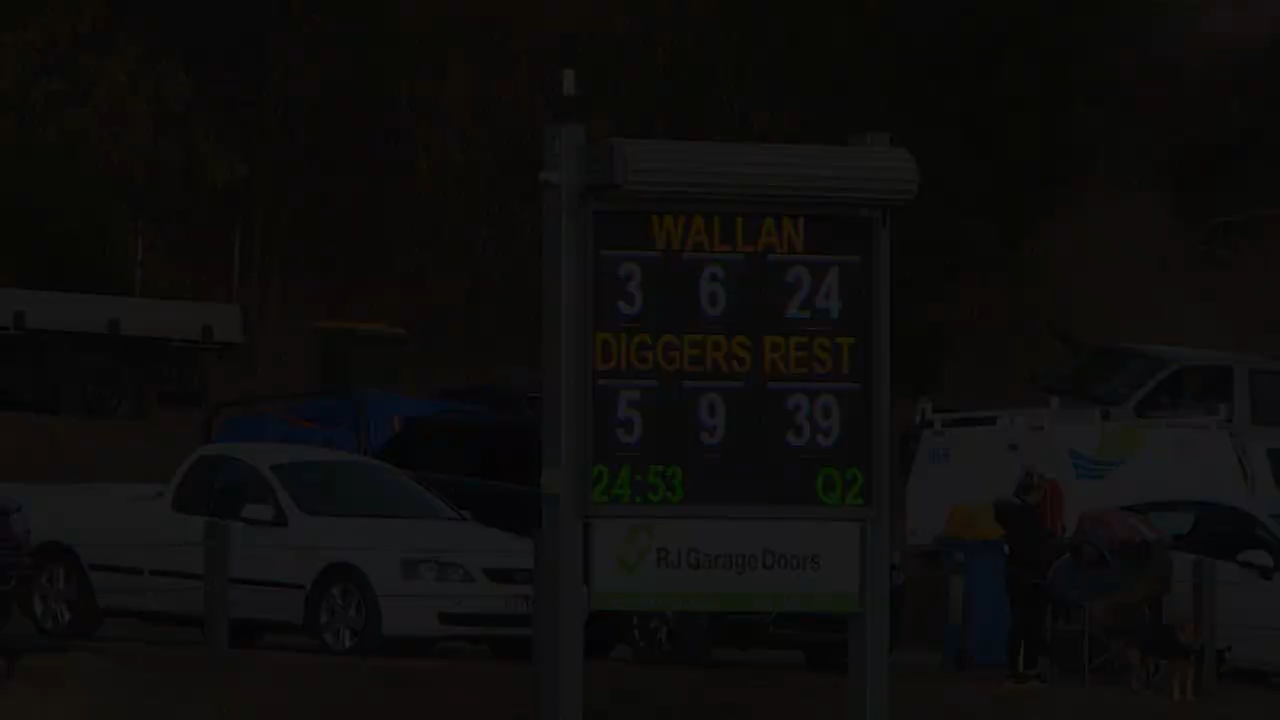 WALLAN
3 6 24
DIGGERS REST
5 9 39
24:53 Q2
RJ Garage Doors